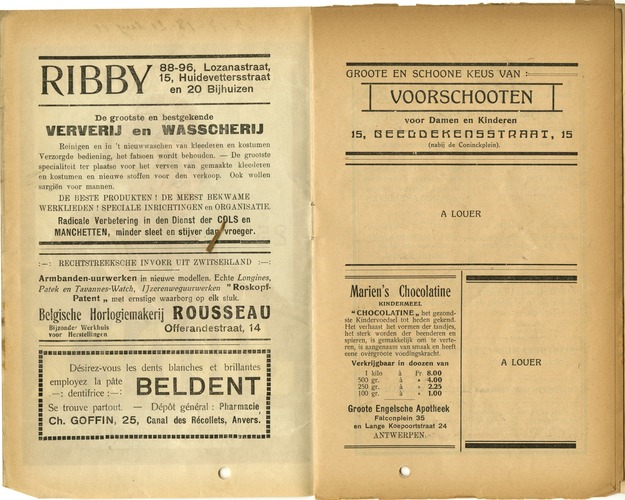 RIBBY
88-96, Lozanastraat,
15, Huidevettersstraat
en 20 Bijhuizen
De grootste en bestgekende
VERVERIJ en WASSCHERIJ
Reinigen en in 't nieuwwaschen van kleederen en kostumen
Verzorgde bediening, het fatsoen wordt behouden. — De grootste
specialiteit ter plaatse voor het verven van gemaakte kleederen
en kostumen en nieuwe stoffen voor den verkoop. Ook wollen
sargiën voor mannen.
DE BESTE PRODUKTEN ! DE MEEST BEKWAME
WERKLIEDEN ! SPECIALE INRICHTINGEN en ORGANISATIE.
Radicale Verbetering in den Dienst der COLS en
MANCHETTEN, minder sleet en stijver dan vroeger.
:—: RECHTSTREEKSCHE INVOER UIT ZWITSERLAND :—:
Armbanden-uurwerken in nieuwe modellen. Echte Longines,
Patek en Tavannes-Watch, IJzerenweguurwerken "Roskopf-
Patent „ met ernstige waarborg op elk stuk.
Belgische Horlogiemakerij ROUSSEAU
Bijzonder Werkhuis
voor Herstellingen
Offerandestraat, 14
Désirez-vous les dents blanches et brillantes
employez la pâte
—: dentifrice :—:
BELDENT
Se trouve partout. — Dépôt général : Pharmacie
Ch. GOFFIN, 25, Canal des Récollets, Anvers.
GROOTE EN SCHOONE KEUS VAN :
VOORSCHOOTEN
voor Damen en Kinderen
15, BEELDEKENSSTRAAT, 15
(nabij de Coninckplein).
A LOUER
Marien's Chocolatine
KINDERMEEL
"CHOCOLATINE„ het gezond-
ste Kindervoedsel tot heden gekend.
Het verhaast het vormen der tandjes,
het sterk worden der beenderen en
spieren, is gemakkelijk om te verte-
ren, is aangenaam van smaak en heeft
eene overgroote voedingskracht.
Verkrijgbaar in doozen van
1 kilo à Fr. 8.00
500 gr. à » 4.00
250 gr. à » 2.25
100 gr. à » 1.00
Groote Engelsche Apotheek
Falconplein 35
en Lange Koepoortstraat 24
ANTWERPEN.
A LOUER